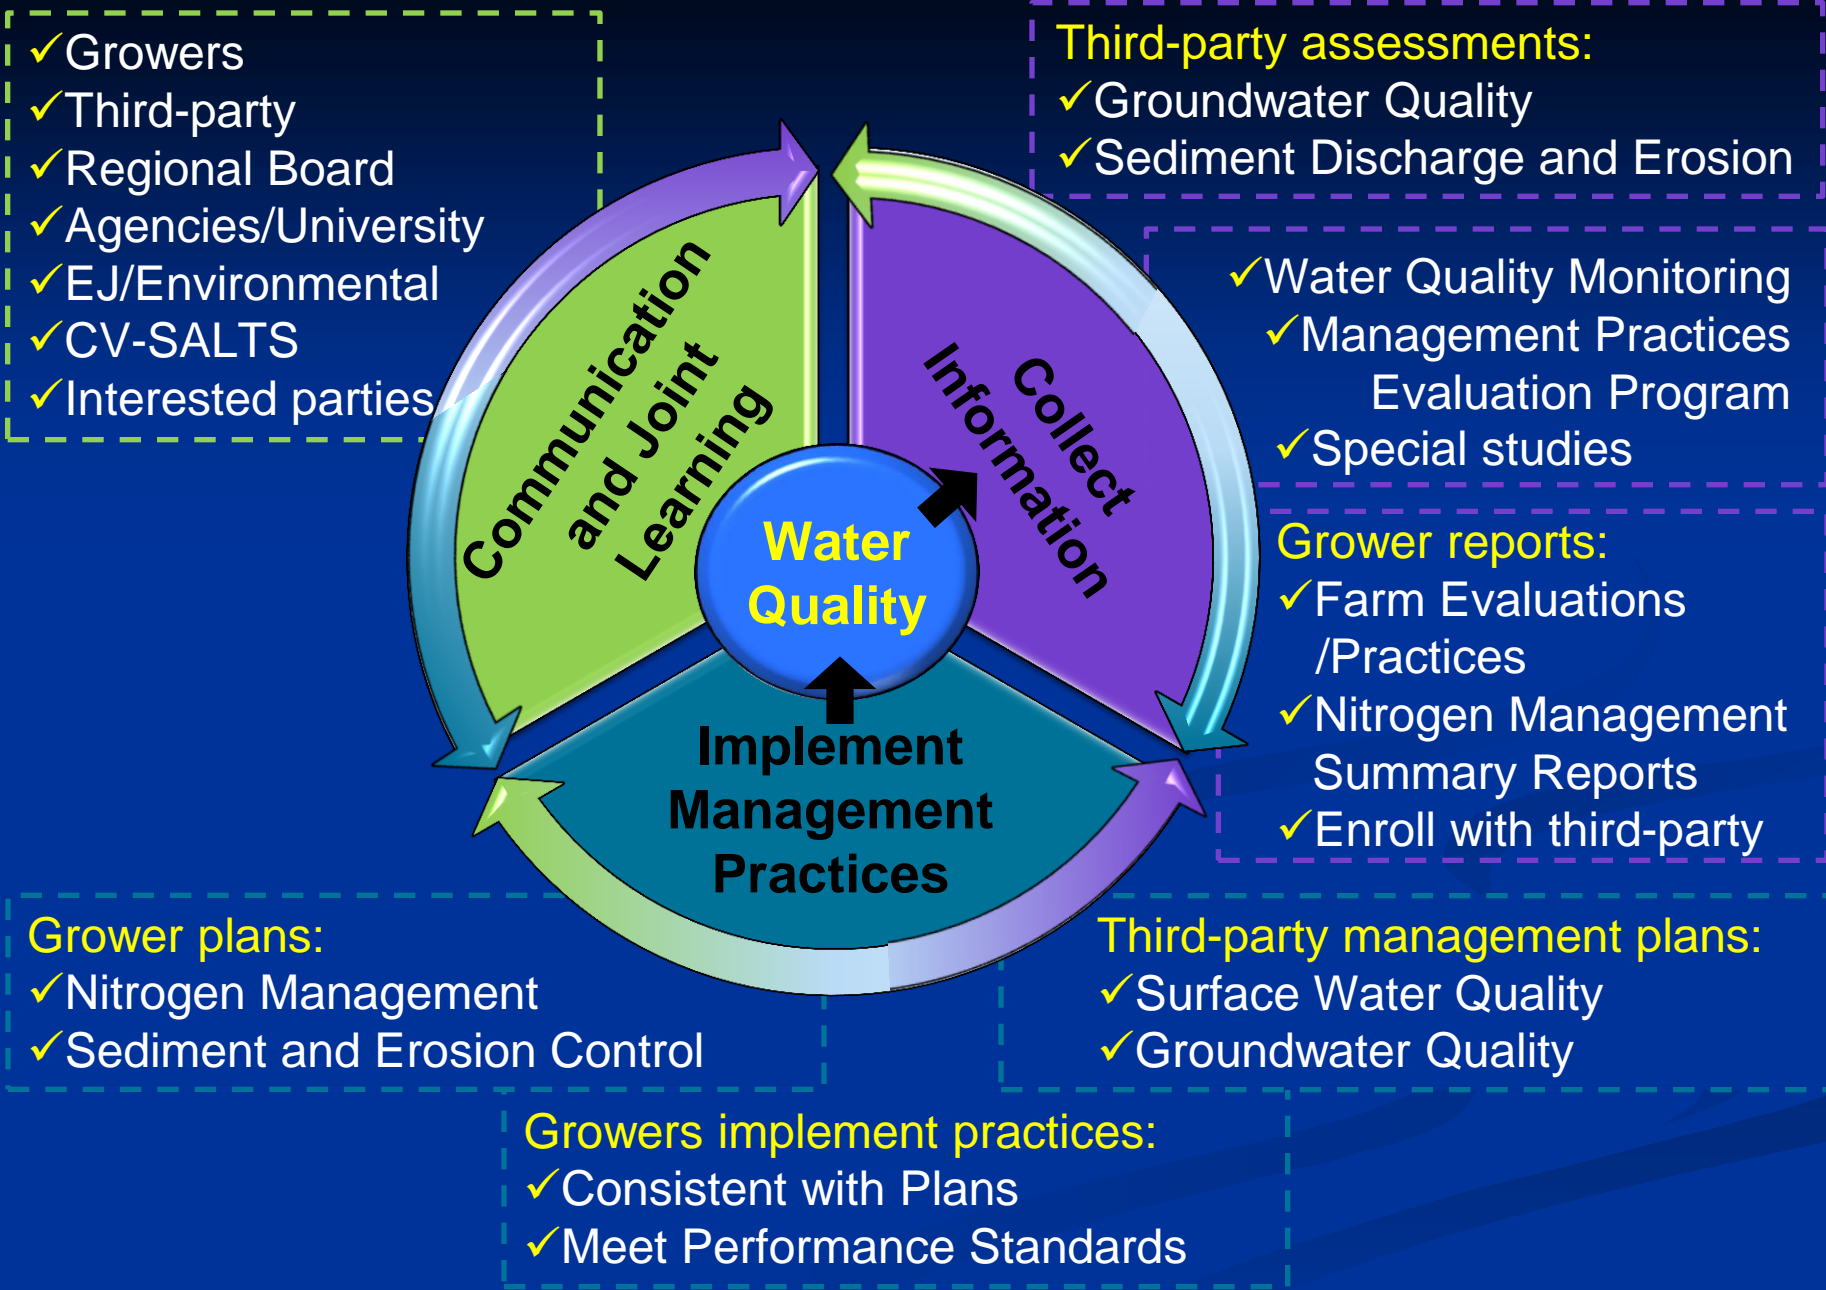 ✓Growers
✓Third-party
✓Regional Board
✓Agencies/University
✓EJ/Environmental
✓CV-SALTS
✓Interested parties
Third-party assessments:
✓Groundwater Quality
✓Sediment Discharge and Erosion
✓Water Quality Monitoring
✓Management Practices
Evaluation Program
✓Special studies
Grower reports:
✓Farm Evaluations
/Practices
✓Nitrogen Management
Summary Reports
✓Enroll with third-party
Communication
and Joint
Learning
Collect
Information
Water
Quality
Implement
Management
Practices
Grower plans:
✓Nitrogen Management
✓Sediment and Erosion Control
Third-party management plans:
✓Surface Water Quality
✓Groundwater Quality
Growers implement practices:
✓Consistent with Plans
✓Meet Performance Standards